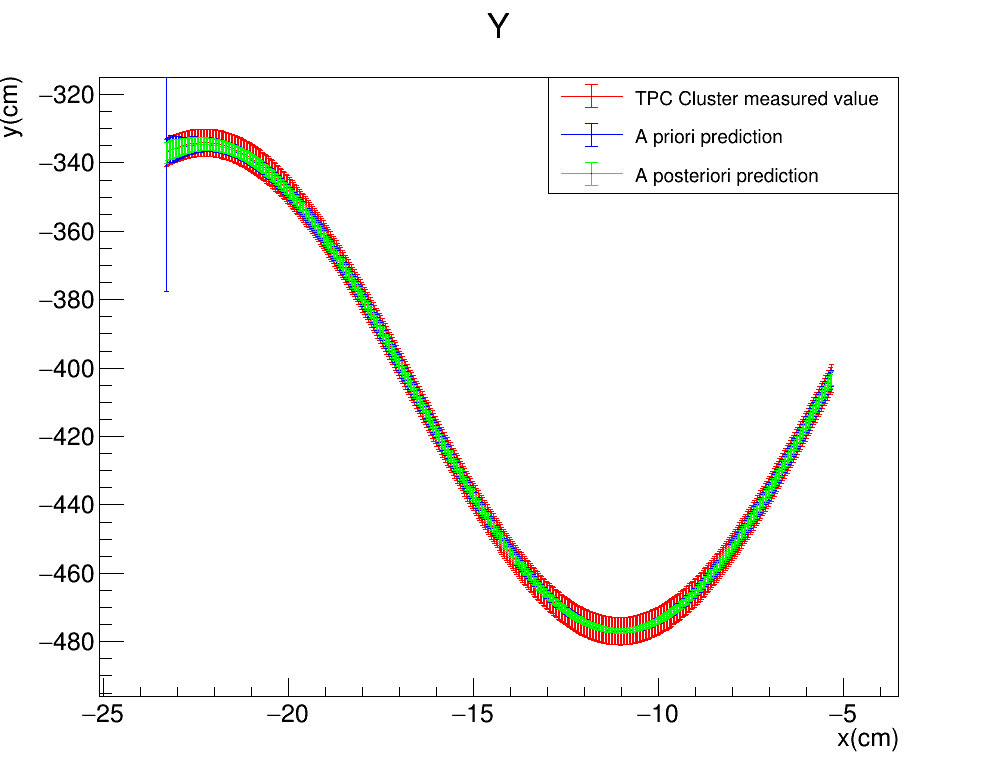 Y
y(cm)
TPC Cluster measured value
A priori prediction
A posteriori prediction
−320
−340
−360
−380
−400
−420
−440
−460
−480
−25
−20
−15
−10
−5
x(cm)